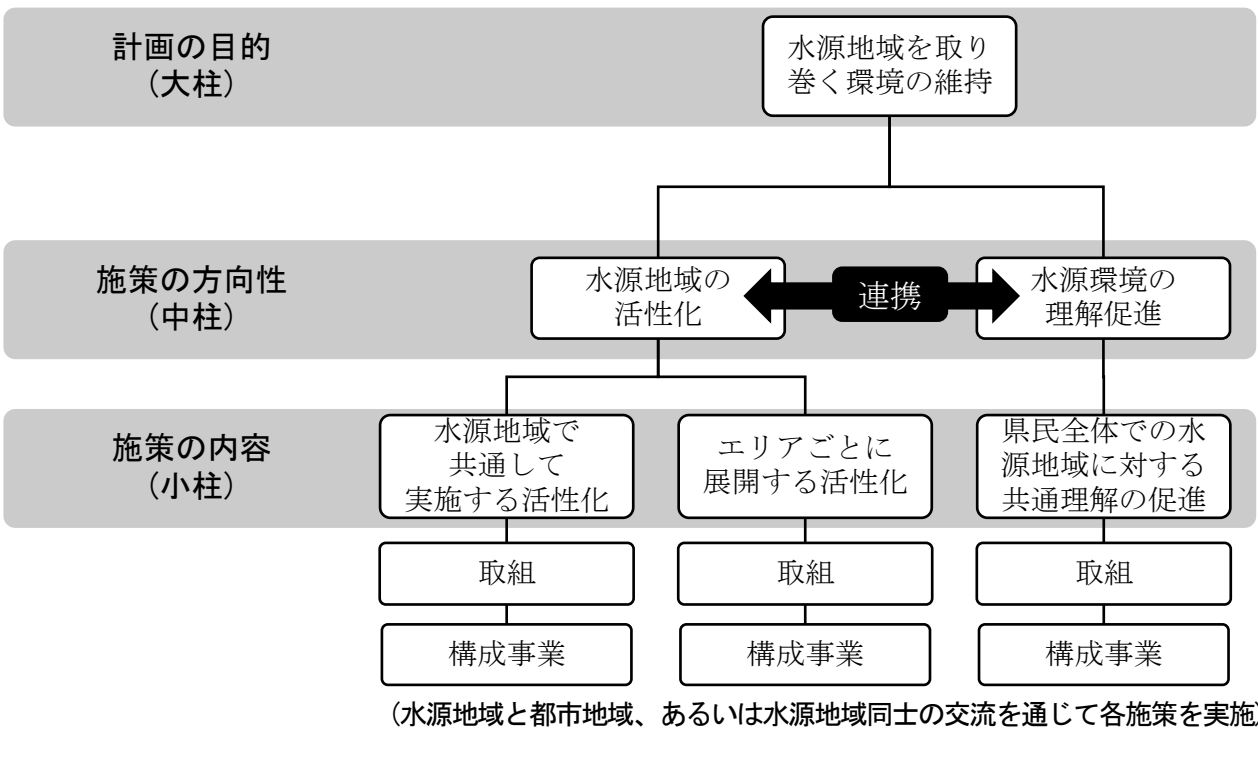 計画の目的
（大柱）
水源地域を取り
巻く環境の維持
施策の方向性
（中柱）
水源地域の
活性化
連携
水源環境の
理解促進
施策の内容
（小柱）
水源地域で
共通して
実施する活性化
エリアごとに
展開する活性化
県民全体での水
源地域に対する
共通理解の促進
取組
取組
取組
構成事業
構成事業
構成事業
（水源地域と都市地域、あるいは水源地域同士の交流を通じて各施策を実施）